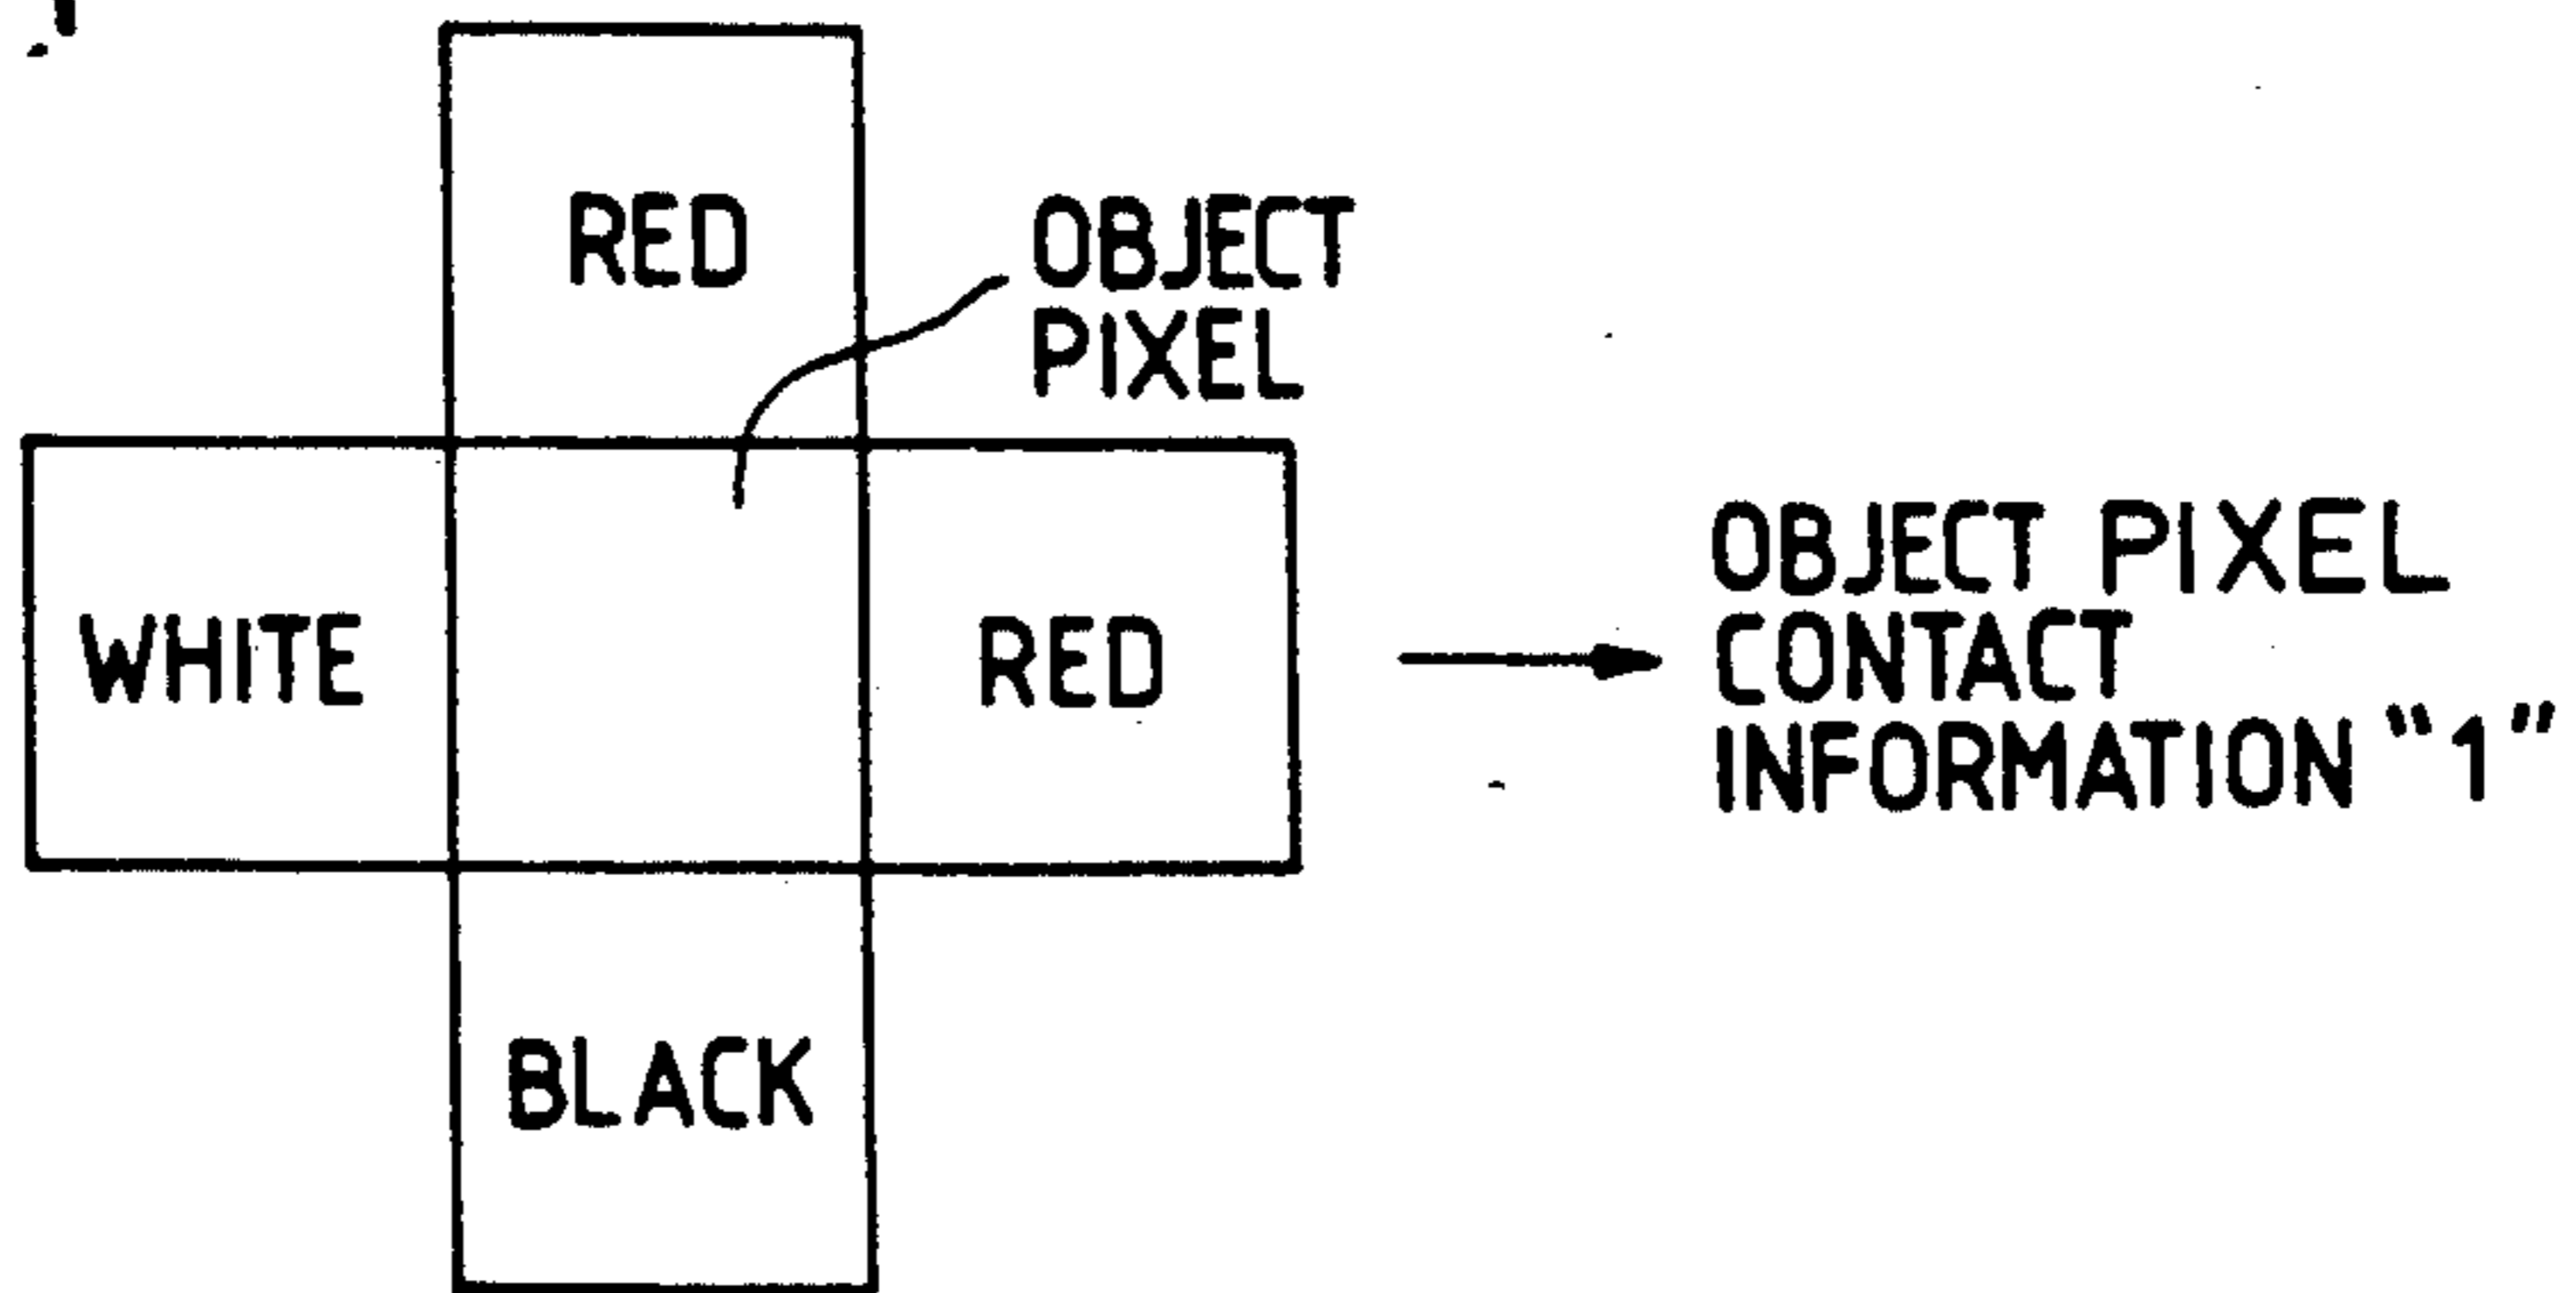 RED
OBJECT
PIXEL
WHITE
RED
OBJECT PIXEL
CONTACT
INFORMATION "1"
BLACK